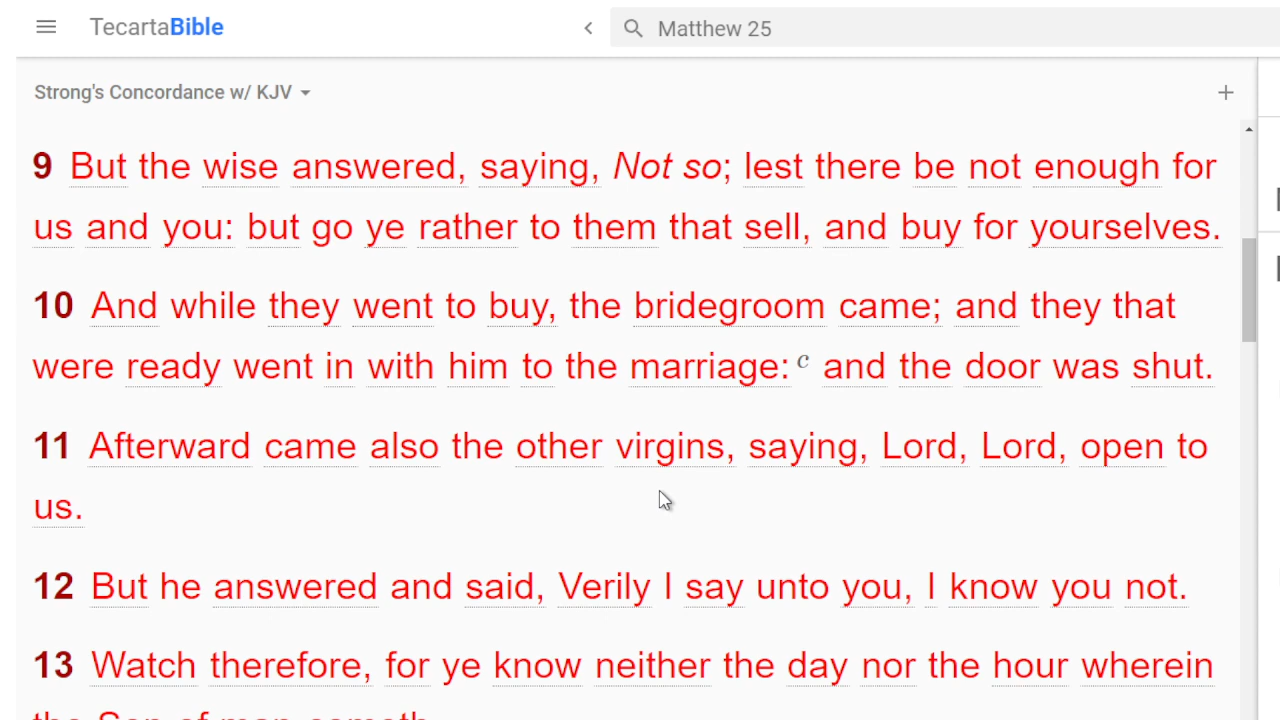 TecartaBible
Matthew 25
Strong's Concordance w/ KJV
9 But the wise answered, saying, Not so; lest there be not enough for
us and you: but go ye rather to them that sell, and buy for yourselves.
10 And while they went to buy, the bridegroom came; and they that
were ready went in with him to the marriage: c and the door was shut.
11 Afterward came also the other virgins, saying, Lord, Lord, open to
us.
12 But he answered and said, Verily I say unto you, I know you not.
13 Watch therefore, for ye know neither the day nor the hour wherein
the Son of man cometh.